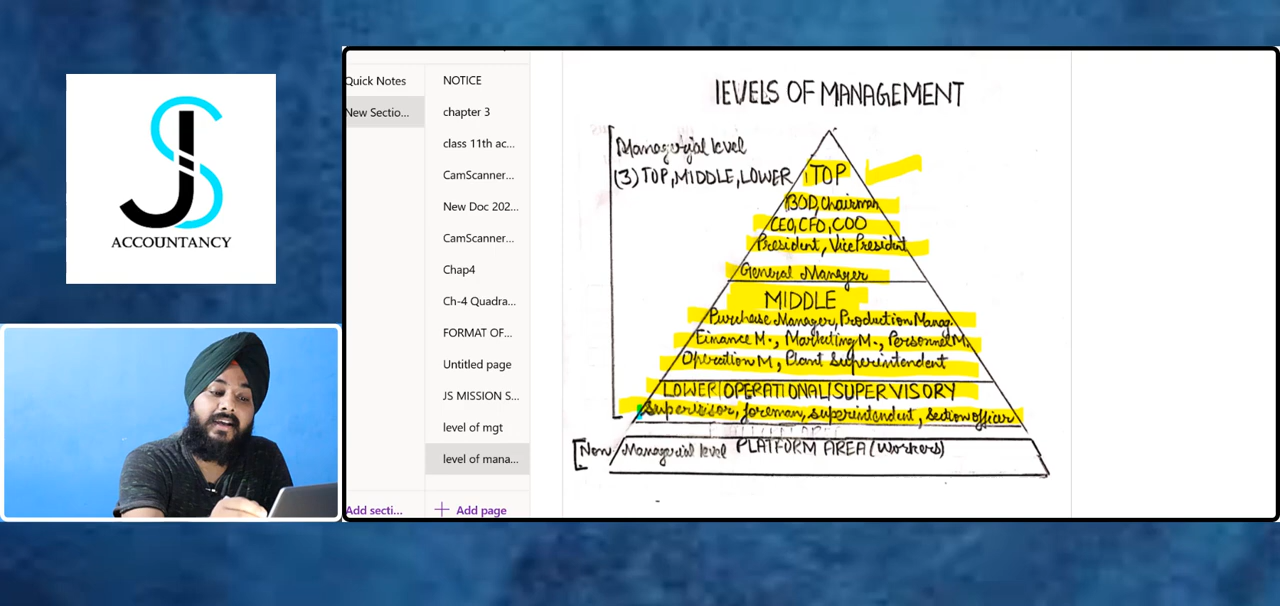 JS
ACCOUNTANCY
Quick Notes
New Sectio...
Add secti...
NOTICE
chapter 3
class 11th ac...
CamScanner...
New Doc 202...
CamScanner...
Chap4
Ch-4 Quadra...
FORMAT OF...
Untitled page
JS MISSION S...
level of mgt
level of mana...
Add page
lEVELS OF MANAGEMENT
Managerial level
(3) TOP, MIDDLE, LOWER
TOP
BOD, Chairman
CEO, CFO, COO
President, Vice President
General Manager
MIDDLE
Purchase Manager, Production Manag.
Finance M., Marketing M., Personnel M.
Operation M, Plant Superintendent
LOWER/OPERATIONAL/SUPERVISORY
Supervisor, foreman, superintendent, Section officer
Non Managerial level PLATFORM AREA (Workers)